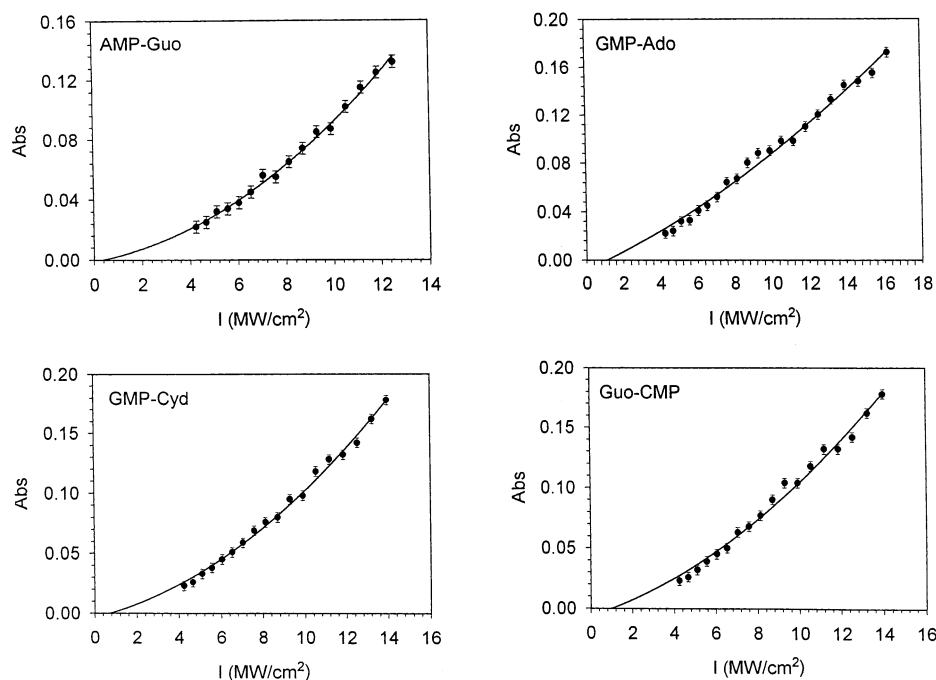 AMP-Guo
Abs
0.16
0.12
0.08
0.04
0.00
0 2 4 6 8 10 12 14
I (MW/cm²)
GMP-Ado
Abs
0.20
0.16
0.12
0.08
0.04
0.00
0 2 4 6 8 10 12 14 16 18
I (MW/cm²)
GMP-Cyd
Abs
0.20
0.15
0.10
0.05
0.00
0 2 4 6 8 10 12 14 16
I (MW/cm²)
Guo-CMP
Abs
0.20
0.15
0.10
0.05
0.00
0 2 4 6 8 10 12 14 16
I (MW/cm²)